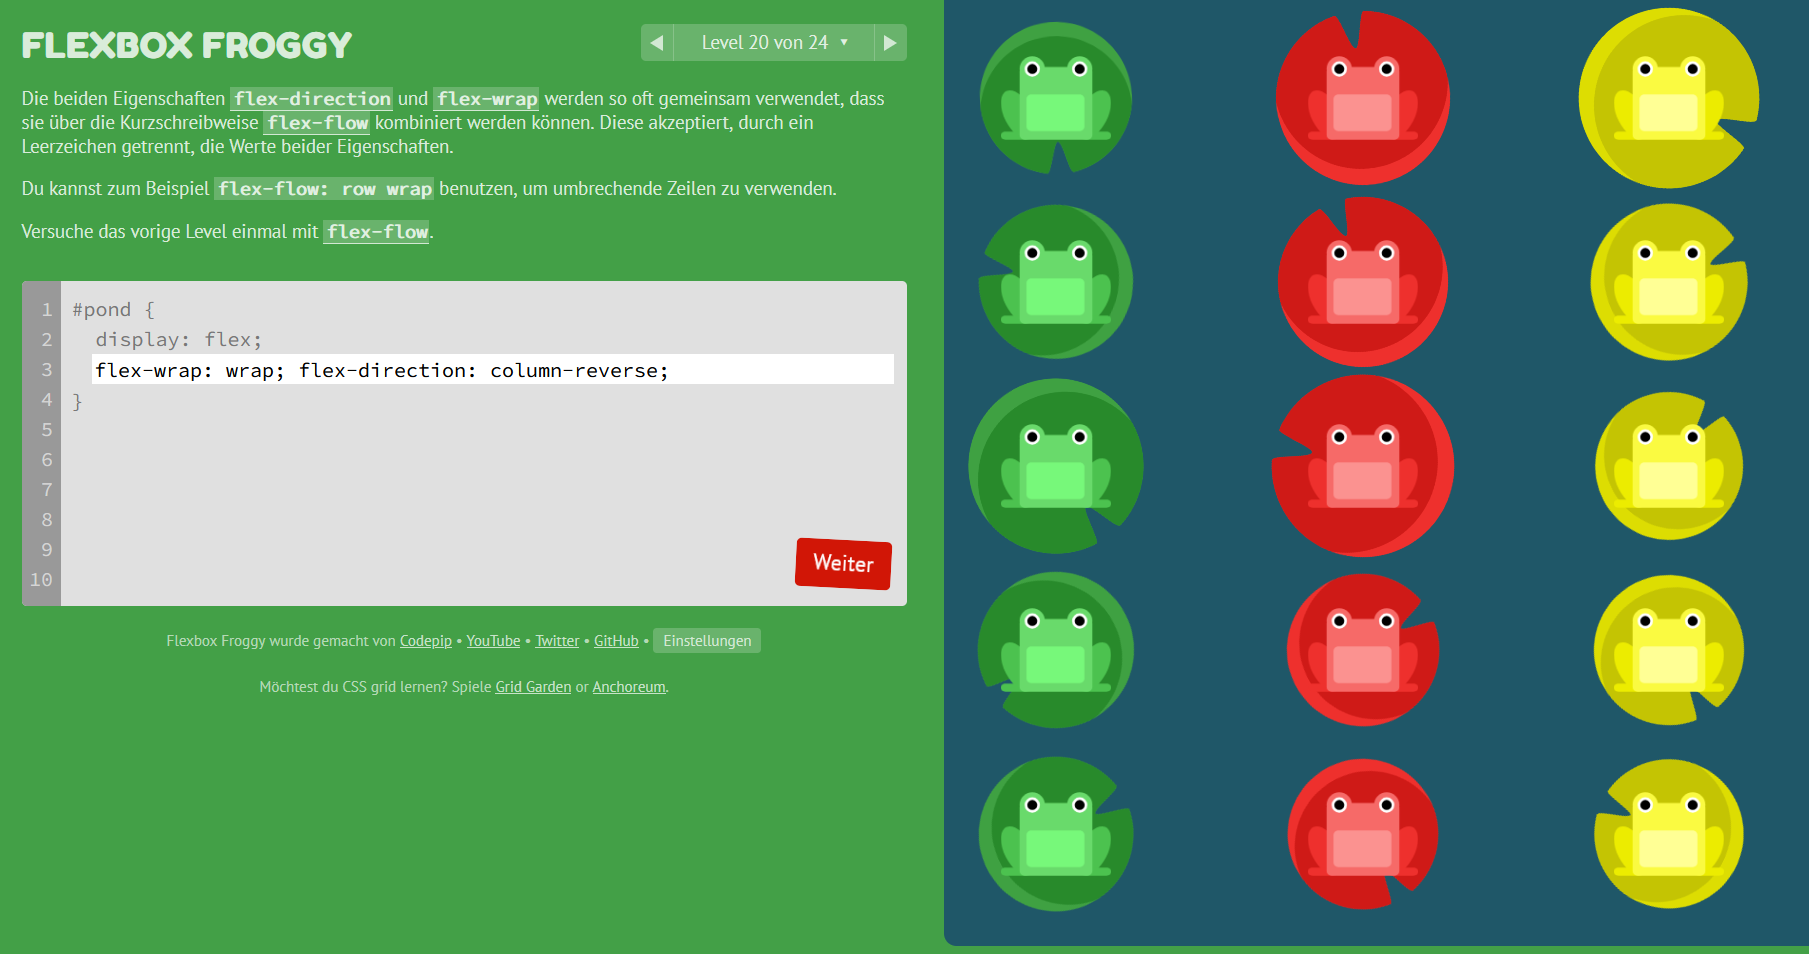 FLEXBOX FROGGY
Level 20 von 24 ▼
Die beiden Eigenschaften flex-direction und flex-wrap werden so oft gemeinsam verwendet, dass
sie über die Kurzschreibweise flex-flow kombiniert werden können. Diese akzeptiert, durch ein
Leerzeichen getrennt, die Werte beider Eigenschaften.
Du kannst zum Beispiel flex-flow: row wrap benutzen, um umbrechende Zeilen zu verwenden.
Versuche das vorige Level einmal mit flex-flow.
1 #pond {
2 display: flex;
3 flex-wrap: wrap; flex-direction: column-reverse;
4 }
5
6
7
8
9
10
Weiter
Flexbox Froggy wurde gemacht von Codepip • YouTube • Twitter • GitHub • Einstellungen
Möchtest du CSS grid lernen? Spiele Grid Garden or Anchoreum.